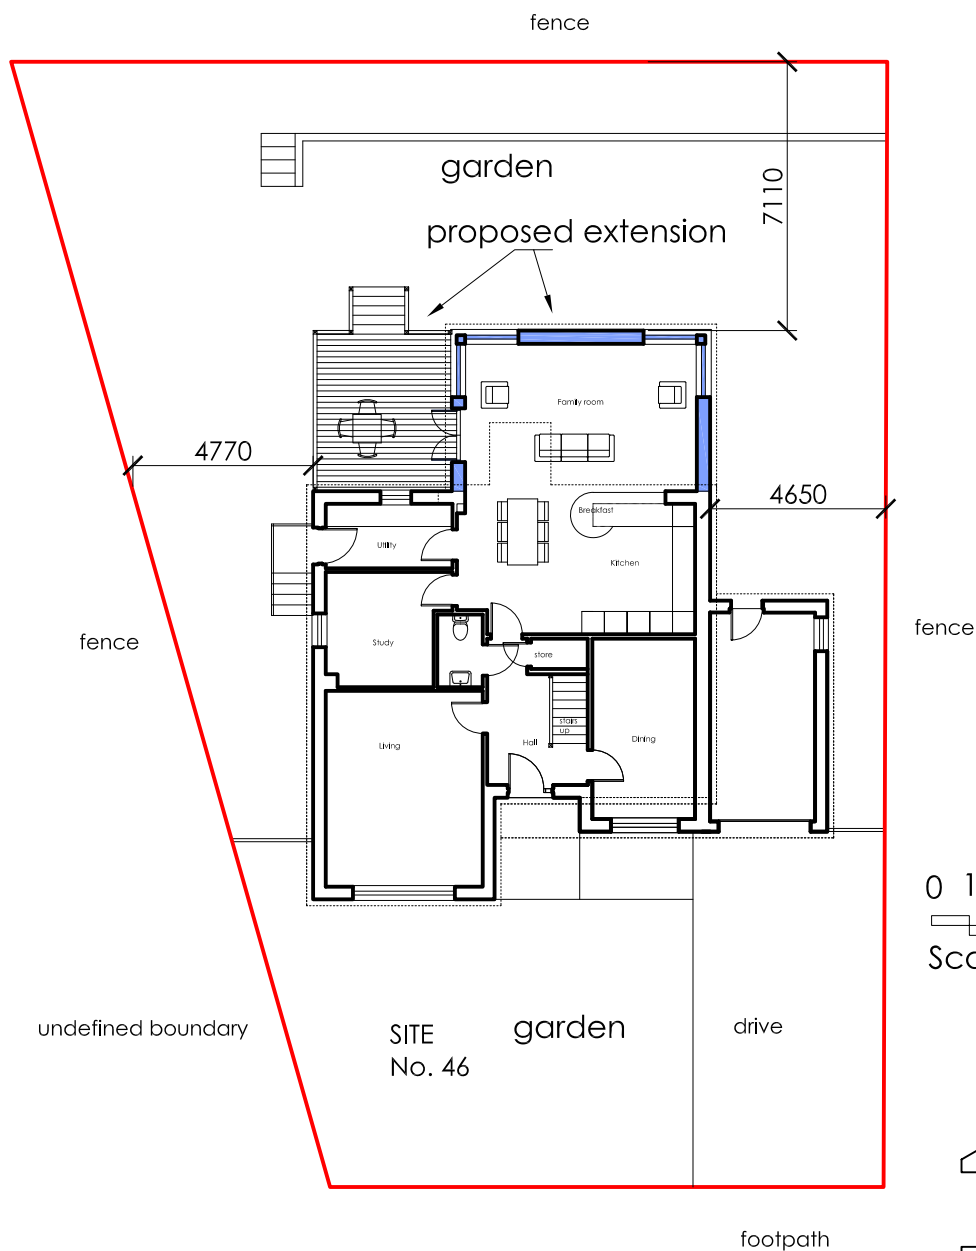 fence
garden
7110
proposed extension
Family room
4770
4650
Breakfast
Utility
Kitchen
fence
Study
store
fence
stairs
up
Living
Hall
Dining
0 1
Sca
undefined boundary
SITE
No. 46
garden
drive
footpath